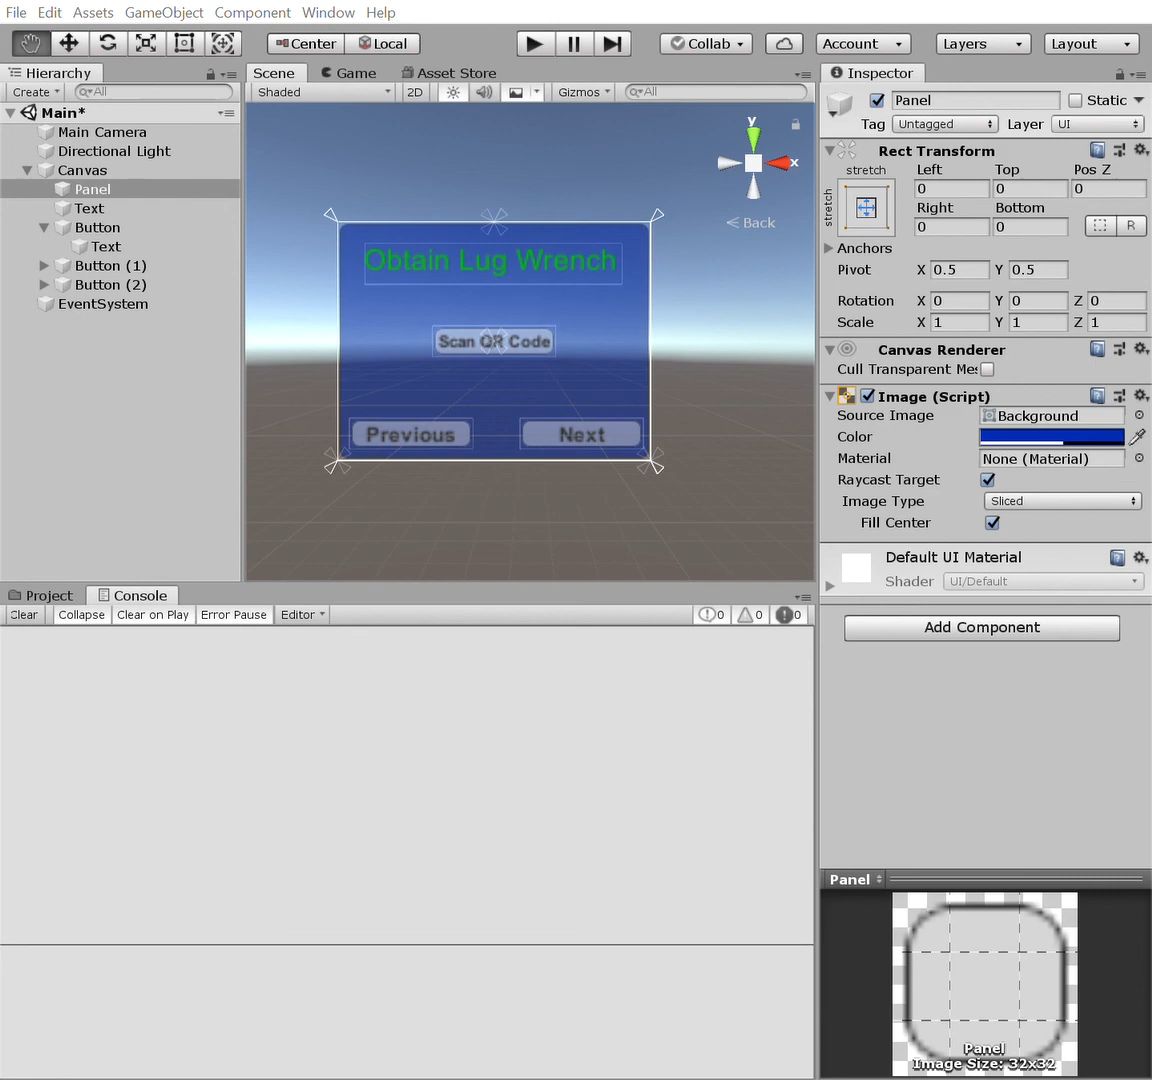 File Edit Assets GameObject Component Window Help
Center Local Collab Account Layers Layout
Hierarchy
Create All
Main*
Main Camera
Directional Light
Canvas
Panel
Text
Button
Text
Button (1)
Button (2)
EventSystem
Scene Game Asset Store
Shaded 2D Gizmos All
y
x
Back
Obtain Lug Wrench
Scan QR Code
Previous Next
Project Console
Clear Collapse Clear on Play Error Pause Editor 0 0 0
Inspector
Panel Static
Tag Untagged Layer UI
Rect Transform
stretch Left Top Pos Z
stretch 0 0 0
Right Bottom
0 0 R
Anchors
Pivot X 0.5 Y 0.5
Rotation X 0 Y 0 Z 0
Scale X 1 Y 1 Z 1
Canvas Renderer
Cull Transparent Mes
Image (Script)
Source Image Background
Color
Material None (Material)
Raycast Target
Image Type Sliced
Fill Center
Default UI Material
Shader UI/Default
Add Component
Panel
Panel
Image Size: 32x32